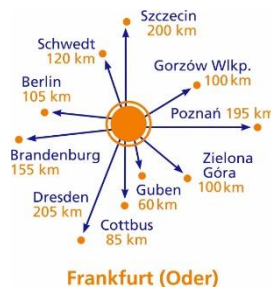 Szczecin
200 km
Schwedt
120 km
Gorzów Wlkp.
100 km
Berlin
105 km
Poznań 195 km
Brandenburg
155 km
Zielona
Góra
100 km
Guben
60 km
Dresden
205 km
Cottbus
85 km
Frankfurt (Oder)